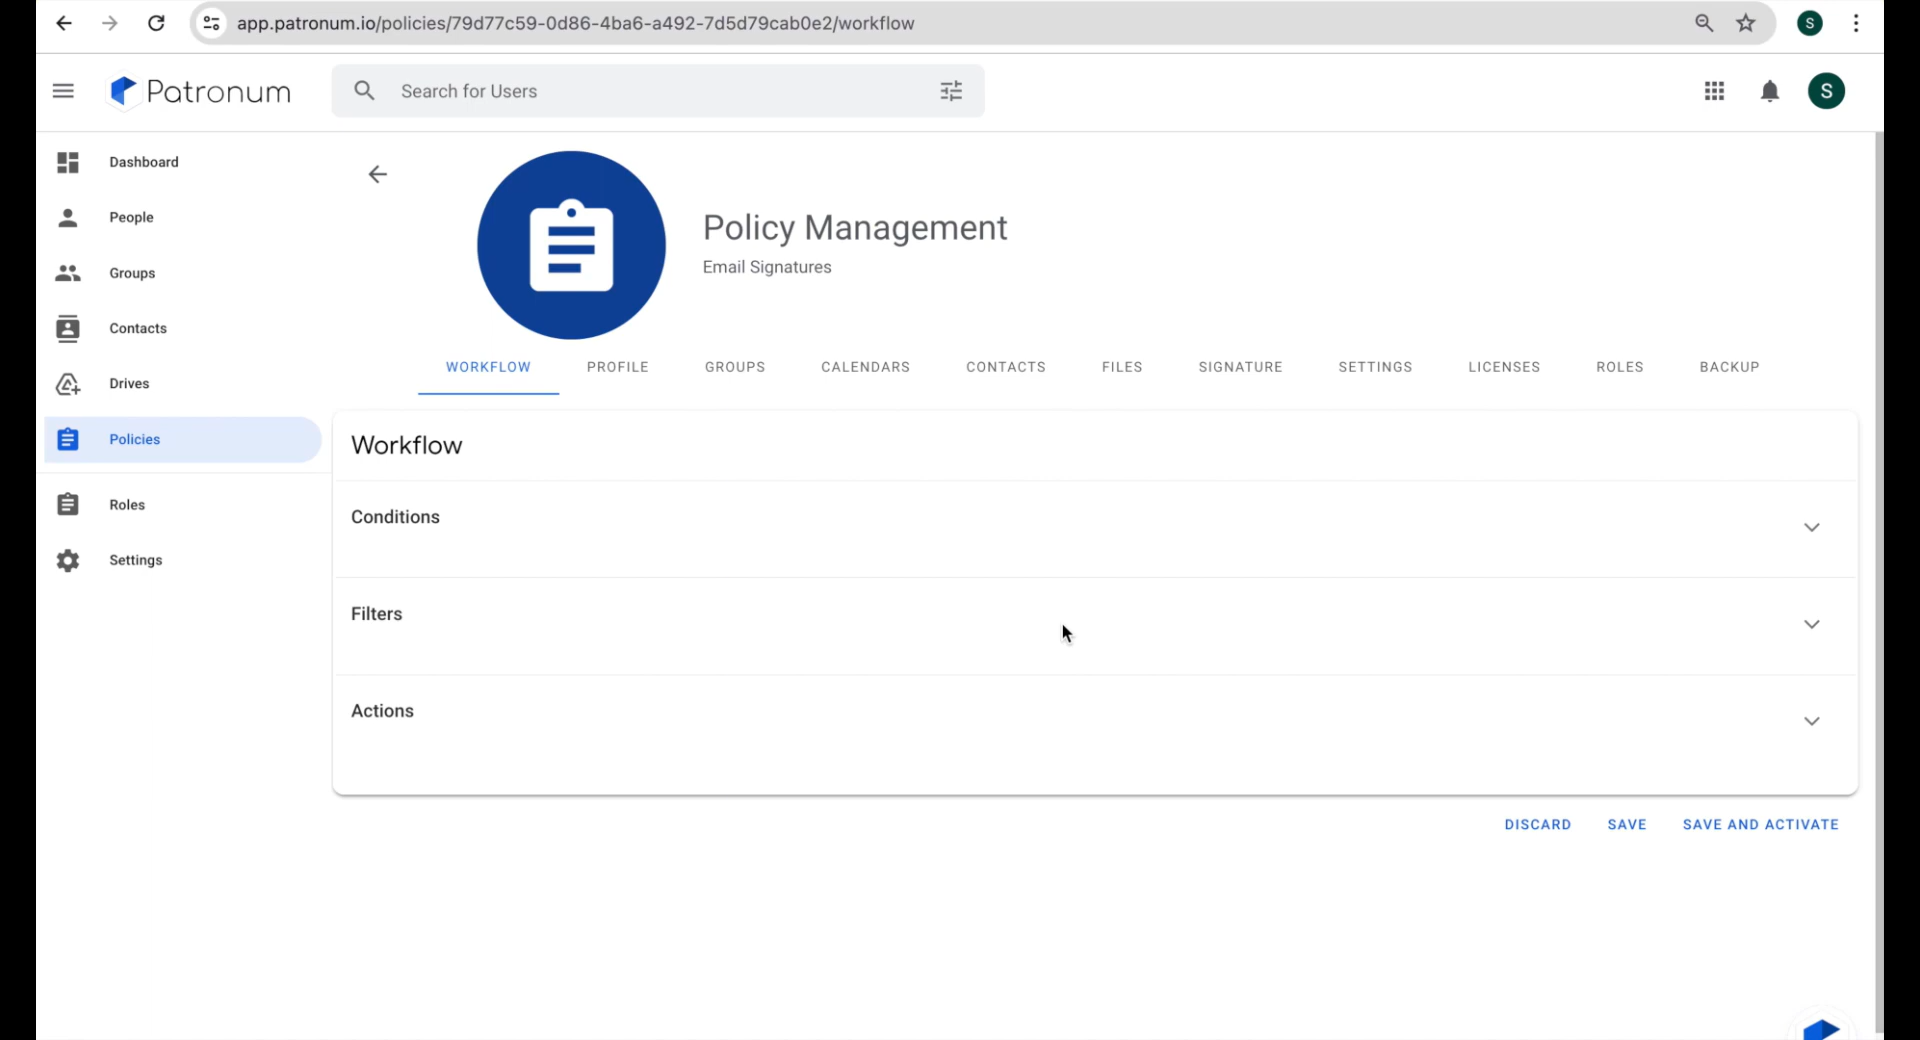 app.patronum.io/policies/79d77c59-0d86-4ba6-a492-7d5d79cab0e2/workflow
S
Patronum
Search for Users
S
Dashboard
People
Groups
Contacts
Drives
Policies
Roles
Settings
Policy Management
Email Signatures
WORKFLOW PROFILE GROUPS CALENDARS CONTACTS FILES SIGNATURE SETTINGS LICENSES ROLES BACKUP
Workflow
Conditions
Filters
Actions
DISCARD SAVE SAVE AND ACTIVATE